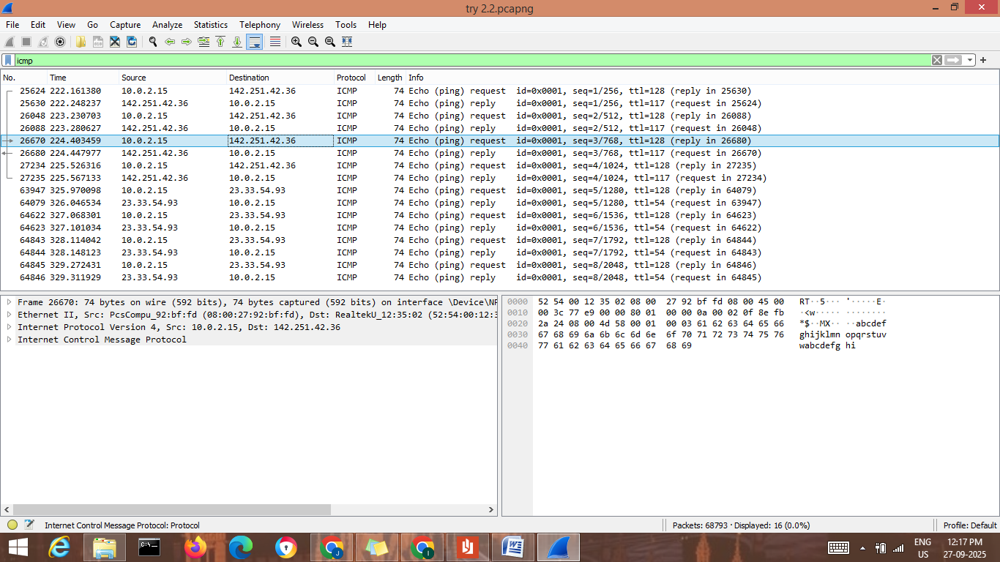 try 2.2.pcapng
File Edit View Go Capture Analyze Statistics Telephony Wireless Tools Help
icmp
No. Time Source Destination Protocol Length Info
25624 222.161380 10.0.2.15 142.251.42.36 ICMP 74 Echo (ping) request id=0x0001, seq=1/256, ttl=128 (reply in 25630)
25630 222.248237 142.251.42.36 10.0.2.15 ICMP 74 Echo (ping) reply id=0x0001, seq=1/256, ttl=117 (request in 25624)
26048 223.230703 10.0.2.15 142.251.42.36 ICMP 74 Echo (ping) request id=0x0001, seq=2/512, ttl=128 (reply in 26088)
26088 223.280627 142.251.42.36 10.0.2.15 ICMP 74 Echo (ping) reply id=0x0001, seq=2/512, ttl=117 (request in 26048)
26670 224.403459 10.0.2.15 142.251.42.36 ICMP 74 Echo (ping) request id=0x0001, seq=3/768, ttl=128 (reply in 26680)
26680 224.447977 142.251.42.36 10.0.2.15 ICMP 74 Echo (ping) reply id=0x0001, seq=3/768, ttl=117 (request in 26670)
27234 225.526316 10.0.2.15 142.251.42.36 ICMP 74 Echo (ping) request id=0x0001, seq=4/1024, ttl=128 (reply in 27235)
27235 225.567133 142.251.42.36 10.0.2.15 ICMP 74 Echo (ping) reply id=0x0001, seq=4/1024, ttl=117 (request in 27234)
63947 325.970098 10.0.2.15 23.33.54.93 ICMP 74 Echo (ping) request id=0x0001, seq=5/1280, ttl=128 (reply in 64079)
64079 326.046534 23.33.54.93 10.0.2.15 ICMP 74 Echo (ping) reply id=0x0001, seq=5/1280, ttl=54 (request in 63947)
64622 327.068301 10.0.2.15 23.33.54.93 ICMP 74 Echo (ping) request id=0x0001, seq=6/1536, ttl=128 (reply in 64623)
64623 327.101034 23.33.54.93 10.0.2.15 ICMP 74 Echo (ping) reply id=0x0001, seq=6/1536, ttl=54 (request in 64622)
64843 328.114042 10.0.2.15 23.33.54.93 ICMP 74 Echo (ping) request id=0x0001, seq=7/1792, ttl=128 (reply in 64844)
64844 328.148123 23.33.54.93 10.0.2.15 ICMP 74 Echo (ping) reply id=0x0001, seq=7/1792, ttl=54 (request in 64843)
64845 329.272431 10.0.2.15 23.33.54.93 ICMP 74 Echo (ping) request id=0x0001, seq=8/2048, ttl=128 (reply in 64846)
64846 329.311929 23.33.54.93 10.0.2.15 ICMP 74 Echo (ping) reply id=0x0001, seq=8/2048, ttl=54 (request in 64845)
Frame 26670: 74 bytes on wire (592 bits), 74 bytes captured (592 bits) on interface \Device\NP
Ethernet II, Src: PcsCompu_92:bf:fd (08:00:27:92:bf:fd), Dst: RealtekU_12:35:02 (52:54:00:12:3
Internet Protocol Version 4, Src: 10.0.2.15, Dst: 142.251.42.36
Internet Control Message Protocol
0000 52 54 00 12 35 02 08 00 27 92 bf fd 08 00 45 00 RT··5··· '·····E·
0010 00 3c 77 e9 00 00 80 01 00 00 0a 00 02 0f 8e fb ·<w····· ········
0020 2a 24 08 00 4d 58 00 01 00 03 61 62 63 64 65 66 *$··MX·· ··abcdef
0030 67 68 69 6a 6b 6c 6d 6e 6f 70 71 72 73 74 75 76 ghijklmn opqrstuv
0040 77 61 62 63 64 65 66 67 68 69 wabcdefg hi
Internet Control Message Protocol: Protocol
Packets: 68793 · Displayed: 16 (0.0%)
Profile: Default
ENG 12:17 PM
US 27-09-2025